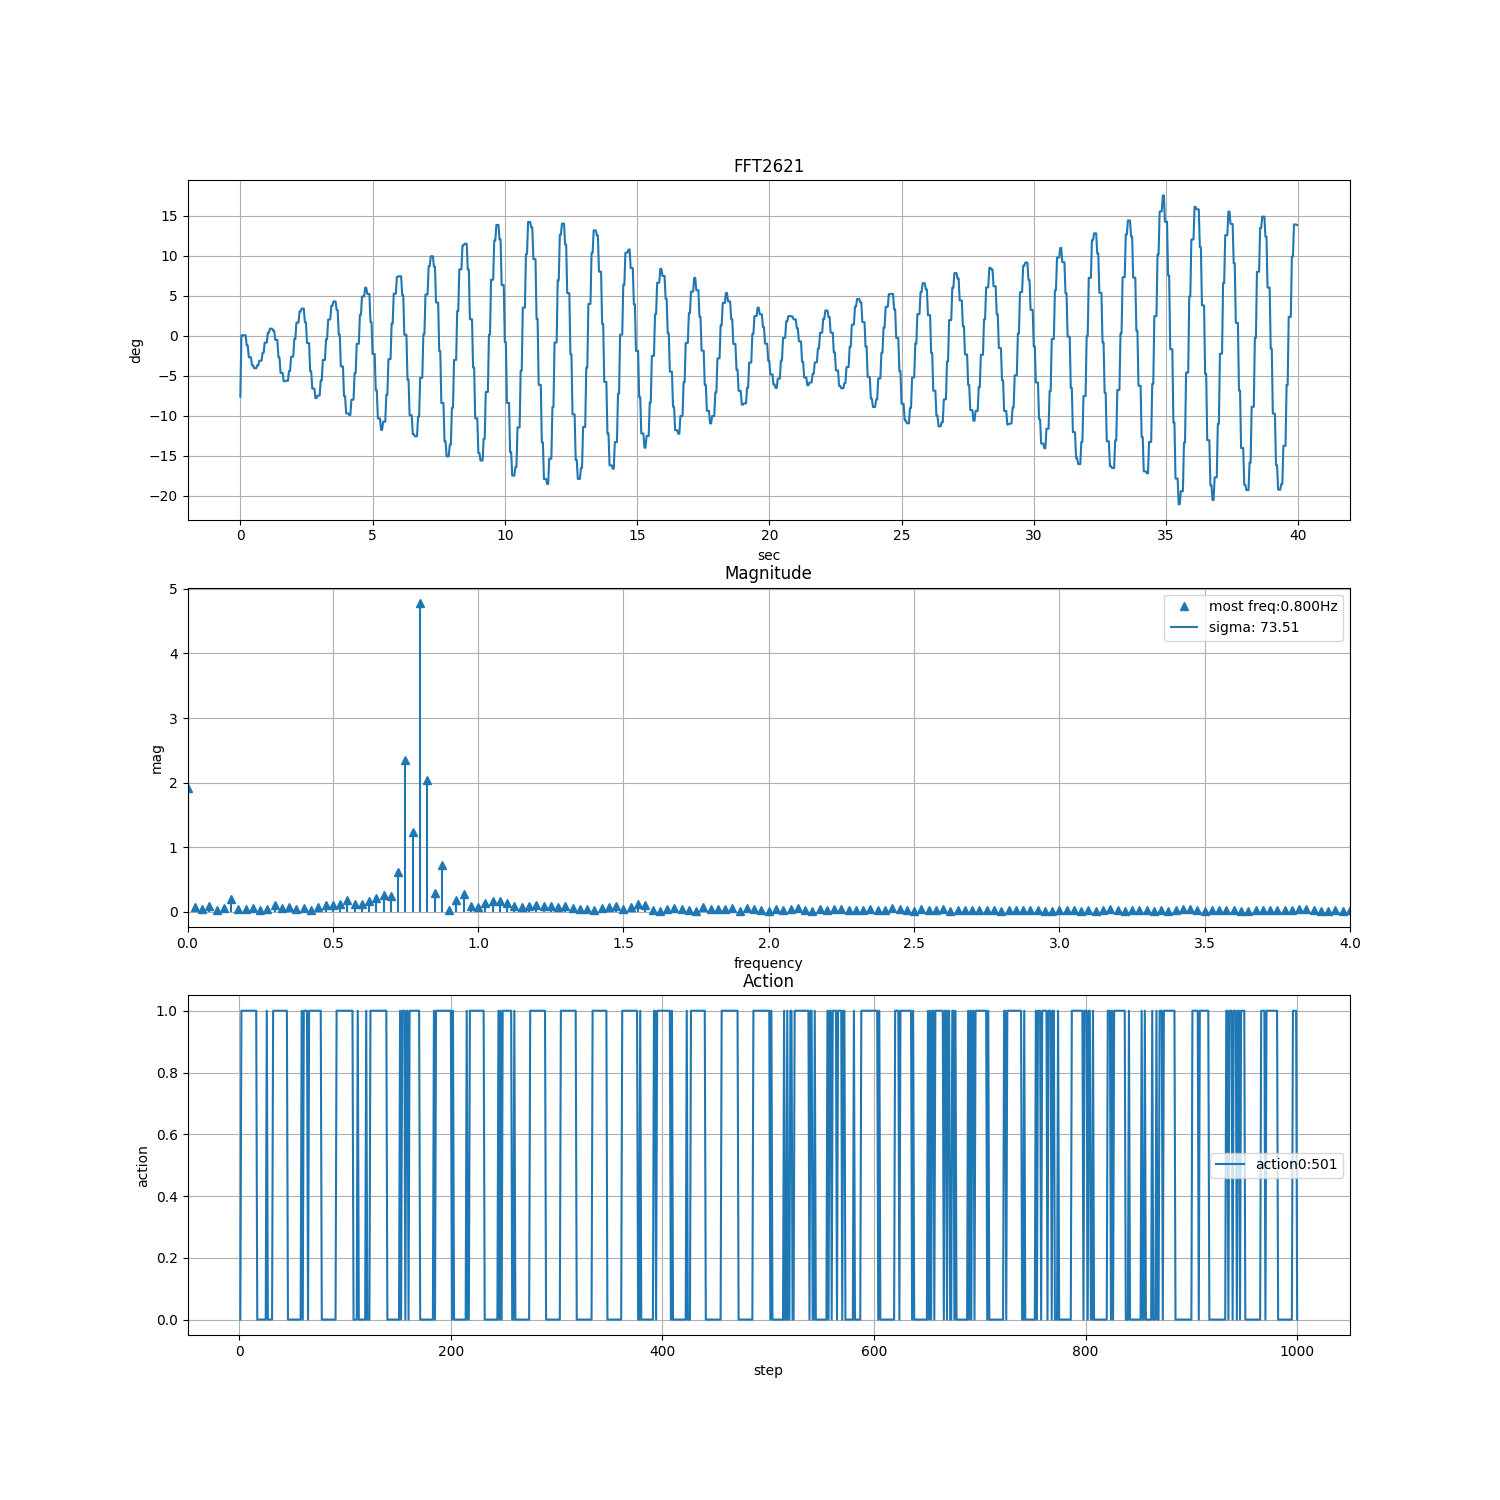 FFT2621
15
10
5
0
−5
−10
−15
−20
deg
0 5 10 15 20 25 30 35 40
sec
Magnitude
5
4
3
2
1
0
mag
most freq:0.800Hz
sigma: 73.51
0.0 0.5 1.0 1.5 2.0 2.5 3.0 3.5 4.0
frequency
Action
1.0
0.8
0.6
0.4
0.2
0.0
action
action0:501
0 200 400 600 800 1000
step